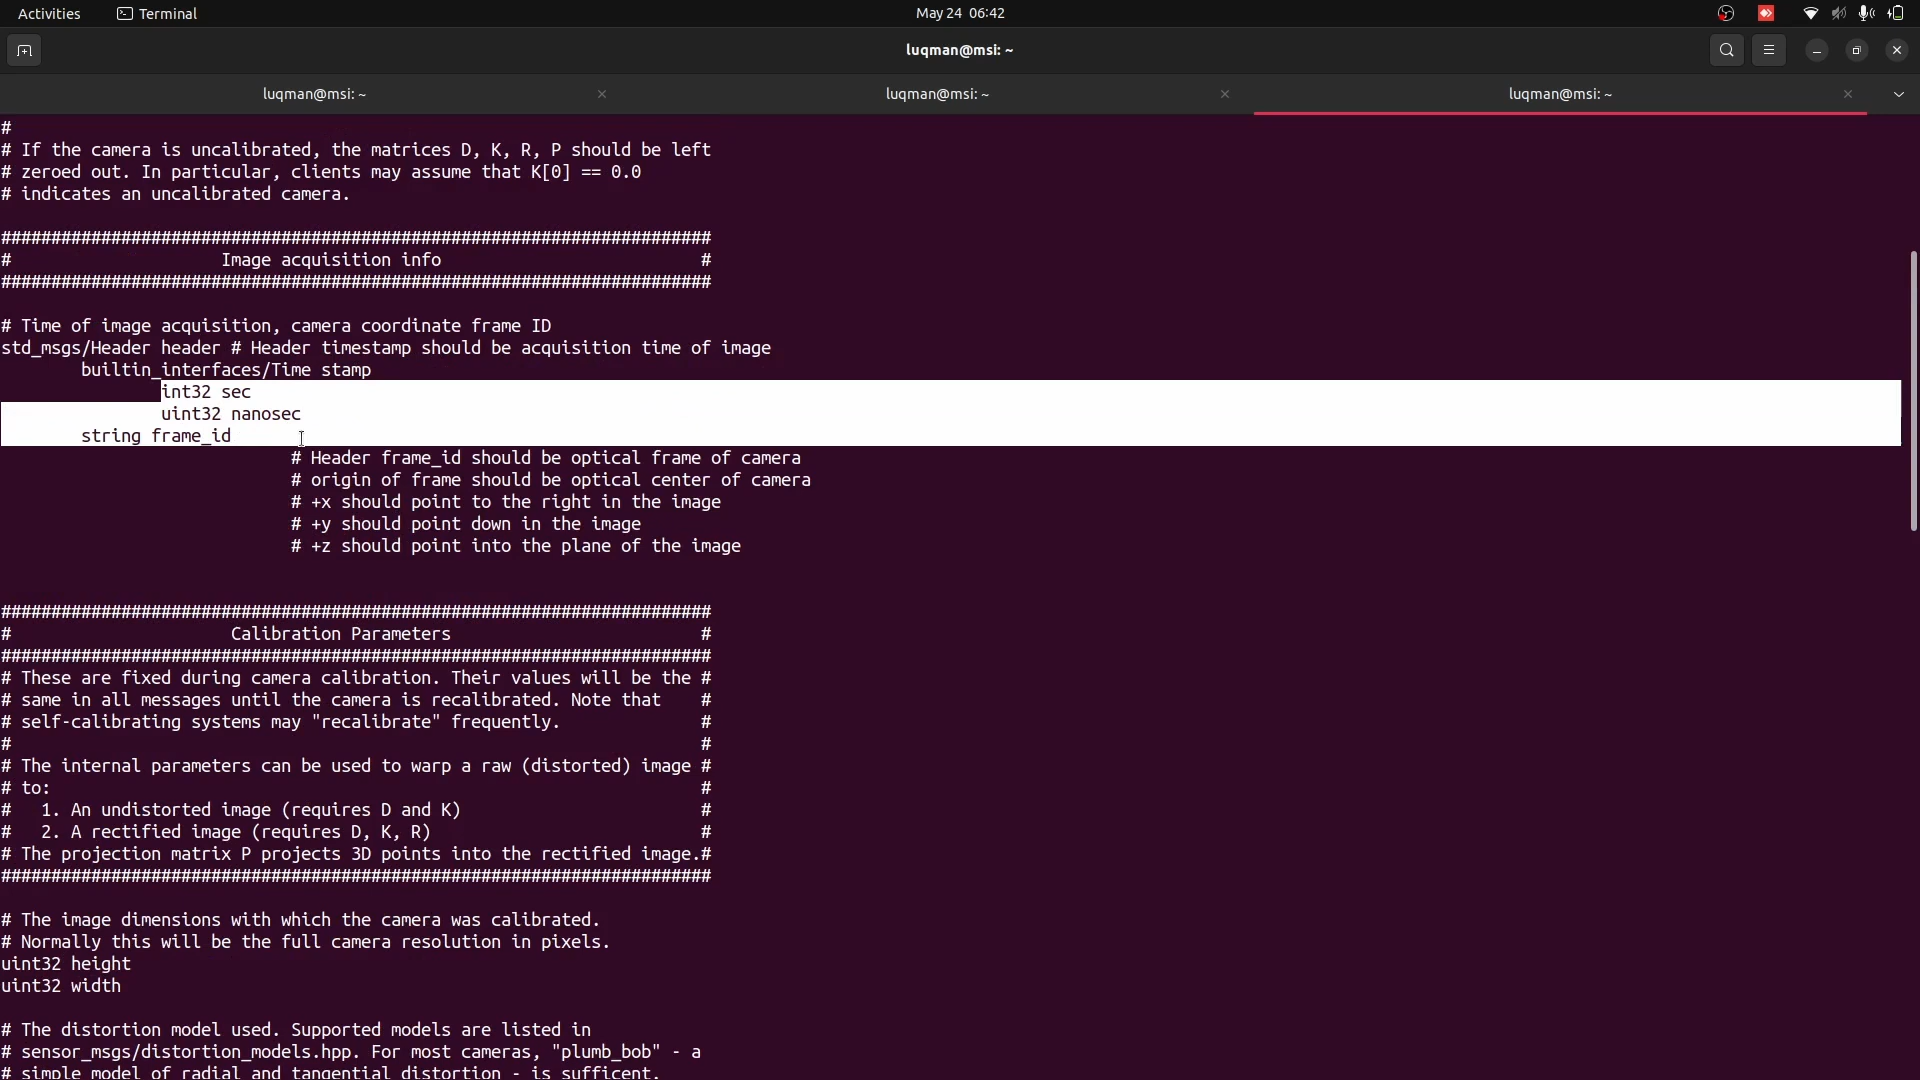 Activities Terminal May 24 06:42
luqman@msi: ~
luqman@msi: ~ luqman@msi: ~ luqman@msi: ~
#
# If the camera is uncalibrated, the matrices D, K, R, P should be left
# zeroed out. In particular, clients may assume that K[0] == 0.0
# indicates an uncalibrated camera.
#######################################################################
#                     Image acquisition info                          #
#######################################################################
# Time of image acquisition, camera coordinate frame ID
std_msgs/Header header # Header timestamp should be acquisition time of image
        builtin_interfaces/Time stamp
                int32 sec
                uint32 nanosec
        string frame_id
                             # Header frame_id should be optical frame of camera
                             # origin of frame should be optical center of camera
                             # +x should point to the right in the image
                             # +y should point down in the image
                             # +z should point into the plane of the image
#######################################################################
#                      Calibration Parameters                         #
#######################################################################
# These are fixed during camera calibration. Their values will be the #
# same in all messages until the camera is recalibrated. Note that    #
# self-calibrating systems may "recalibrate" frequently.              #
#                                                                     #
# The internal parameters can be used to warp a raw (distorted) image #
# to:                                                                 #
#   1. An undistorted image (requires D and K)                        #
#   2. A rectified image (requires D, K, R)                           #
# The projection matrix P projects 3D points into the rectified image.#
#######################################################################
# The image dimensions with which the camera was calibrated.
# Normally this will be the full camera resolution in pixels.
uint32 height
uint32 width
# The distortion model used. Supported models are listed in
# sensor_msgs/distortion_models.hpp. For most cameras, "plumb_bob" - a
# simple model of radial and tangential distortion - is sufficent.